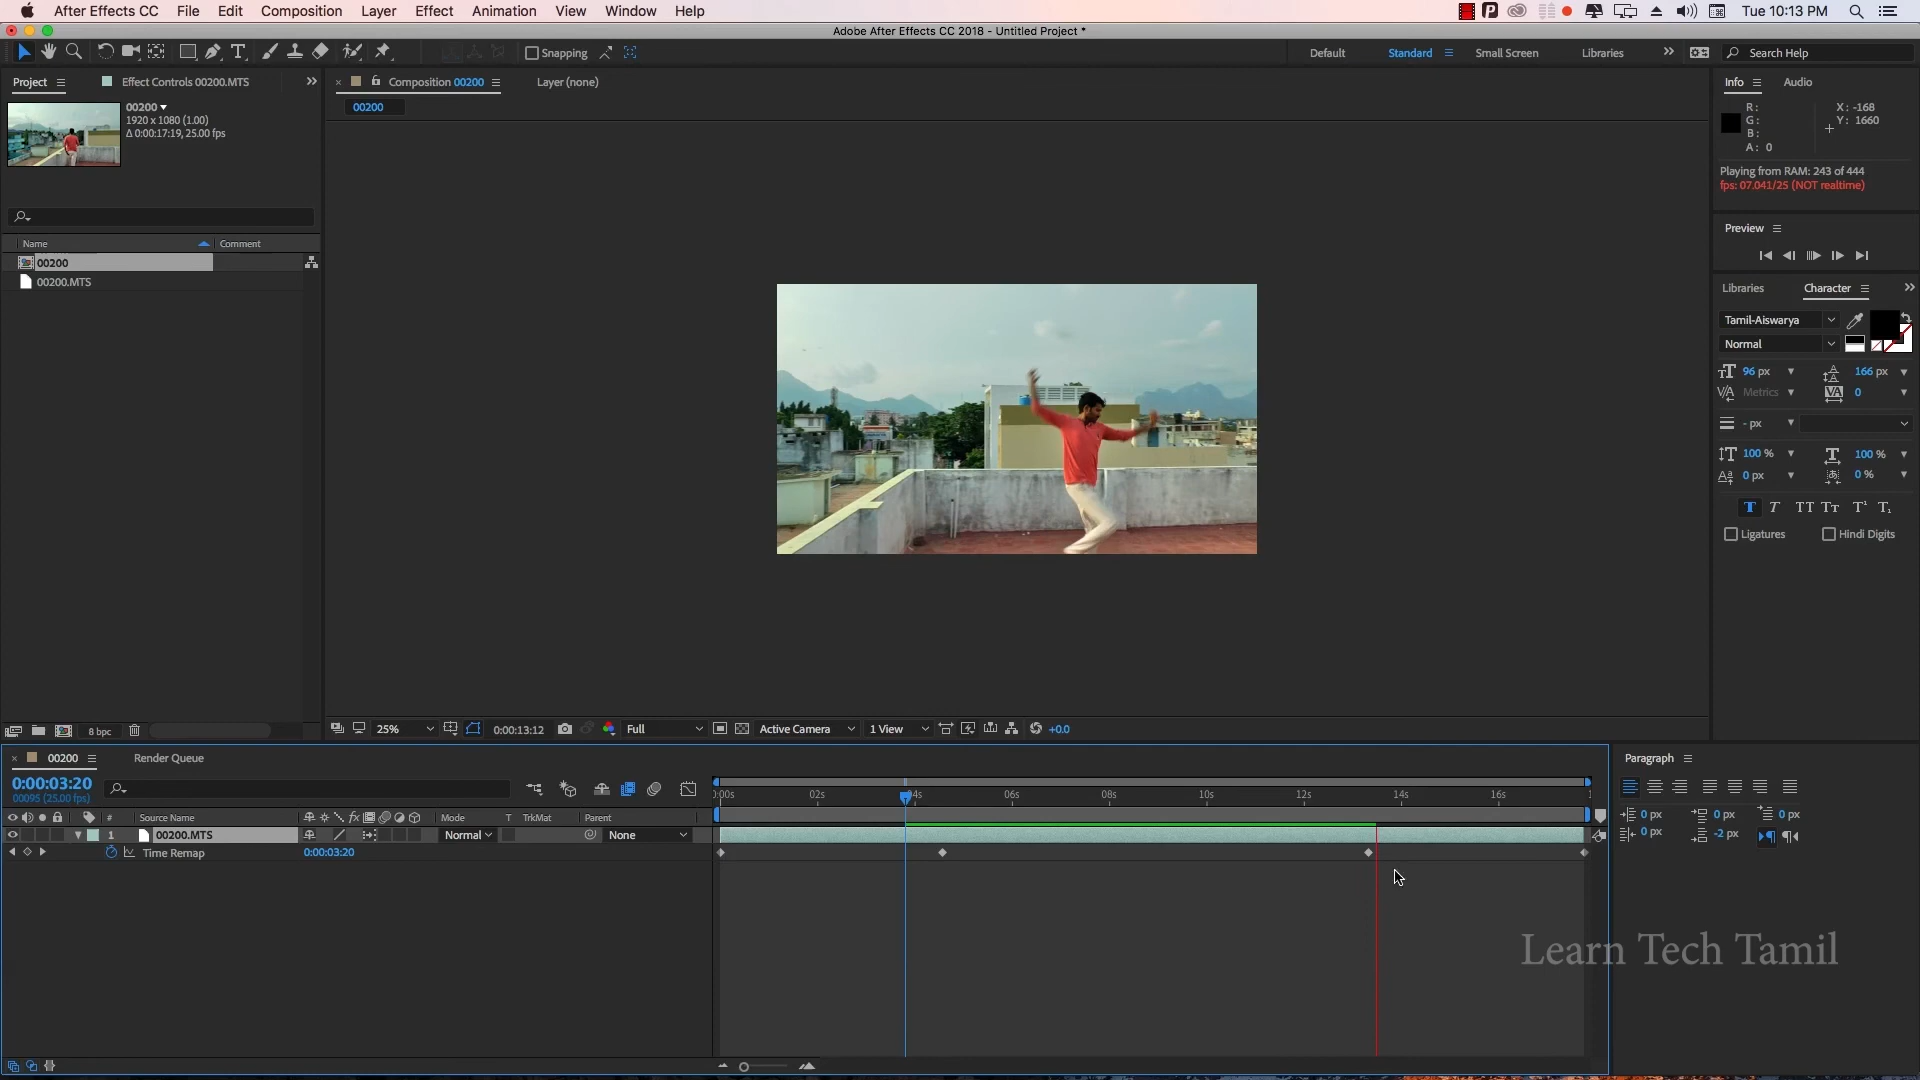 After Effects CC File Edit Composition Layer Effect Animation View Window Help Tue 10:13 PM
Adobe After Effects CC 2018 - Untitled Project *
Snapping Default Standard Small Screen Libraries Search Help
Project Effect Controls 00200.MTS Composition 00200 Layer (none) Info Audio
00200
1920 x 1080 (1.00)
Δ 0:00:17:19, 25.00 fps
00200
R: X: -168
G: Y: 1660
B:
A: 0
Playing from RAM: 243 of 444
fps: 07.041/25 (NOT realtime)
Preview
Name Comment
00200
00200.MTS
Libraries Character
Tamil-Aiswarya
Normal
96 px 166 px
Metrics 0
- px
100 % 100 %
0 px 0 %
T T TT Tт T¹ T₁
Ligatures Hindi Digits
8 bpc 25% 0:00:13:12 Full Active Camera 1 View +0.0
00200 Render Queue Paragraph
0:00:03:20
00095 (25.00 fps)
:00s 02s 04s 06s 08s 10s 12s 14s 16s
# Source Name Mode T TrkMat Parent
1 00200.MTS Normal None
Time Remap 0:00:03:20
0 px 0 px 0 px
0 px -2 px
Learn Tech Tamil